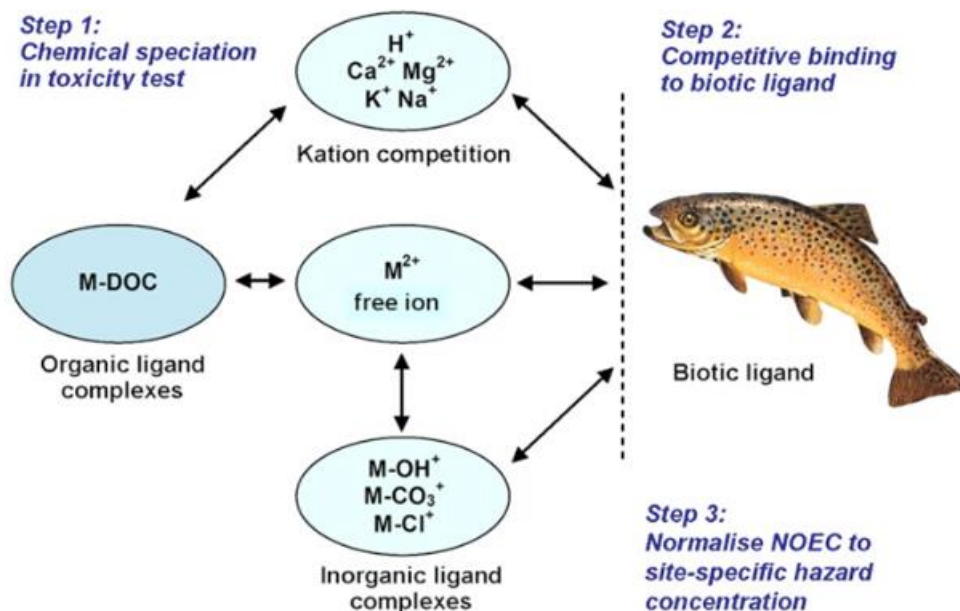 Step 1:
Chemical speciation
in toxicity test
H⁺
Ca²⁺ Mg²⁺
K⁺ Na⁺
Kation competition
Step 2:
Competitive binding
to biotic ligand
M-DOC
Organic ligand
complexes
M²⁺
free ion
Biotic ligand
M-OH⁺
M-CO₃⁺
M-Cl⁺
Inorganic ligand
complexes
Step 3:
Normalise NOEC to
site-specific hazard
concentration